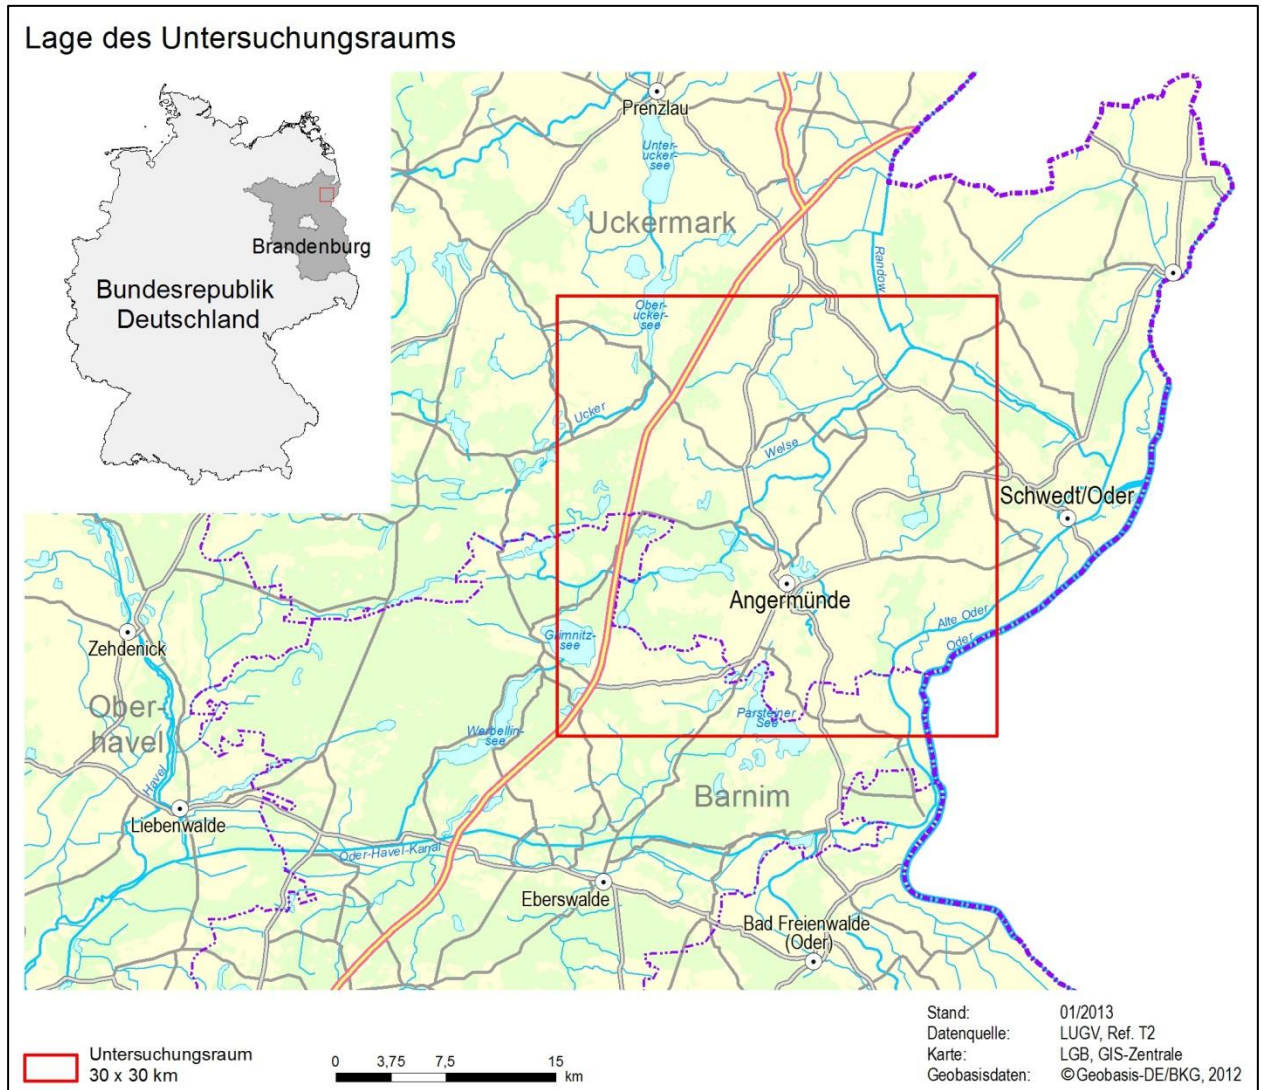 Lage des Untersuchungsraums
Brandenburg
Bundesrepublik
Deutschland
Prenzlau
Unter-
ucker-
see
Uckermark
Randow
Ober-
ucker-
see
Ucker
Welse
Schwedt/Oder
Angermünde
Alte Oder
Oder
Grimnitz-
see
Zehdenick
Ober-
havel
Parsteiner
See
Werbellin-
see
Havel
Barnim
Liebenwalde
Oder-Havel-Kanal
Eberswalde
Bad Freienwalde
(Oder)
Untersuchungsraum
30 x 30 km
0 3,75 7,5 15
km
Stand: 01/2013
Datenquelle: LUGV, Ref. T2
Karte: LGB, GIS-Zentrale
Geobasisdaten: ©Geobasis-DE/BKG, 2012